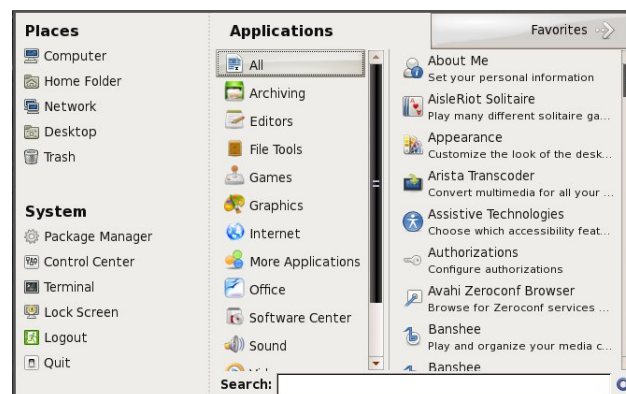 Places
Computer
Home Folder
Network
Desktop
Trash
System
Package Manager
Control Center
Terminal
Lock Screen
Logout
Quit
Applications
All
Archiving
Editors
File Tools
Games
Graphics
Internet
More Applications
Office
Software Center
Sound
Favorites
About Me
Set your personal information
AisleRiot Solitaire
Play many different solitaire ga...
Appearance
Customize the look of the desk...
Arista Transcoder
Convert multimedia for all your ...
Assistive Technologies
Choose which accessibility feat...
Authorizations
Configure authorizations
Avahi Zeroconf Browser
Browse for Zeroconf services ...
Banshee
Play and organize your media c...
Banshee
Search: